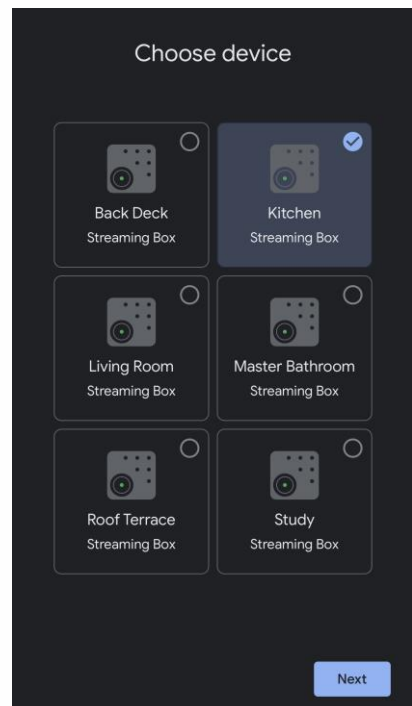 Choose device
Back Deck
Streaming Box
Kitchen
Streaming Box
Living Room
Streaming Box
Master Bathroom
Streaming Box
Roof Terrace
Streaming Box
Study
Streaming Box
Next